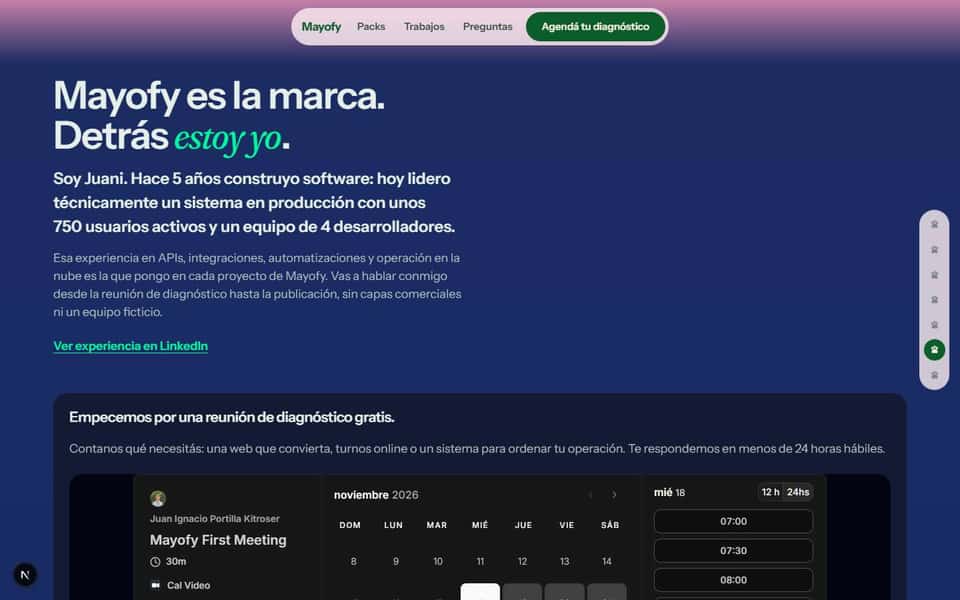 Mayofy Packs Trabajos Preguntas Agendá tu diagnóstico
Mayofy es la marca.
Detrás estoy yo.
Soy Juani. Hace 5 años construyo software: hoy lidero
técnicamente un sistema en producción con unos
750 usuarios activos y un equipo de 4 desarrolladores.
Esa experiencia en APIs, integraciones, automatizaciones y operación en la
nube es la que pongo en cada proyecto de Mayofy. Vas a hablar conmigo
desde la reunión de diagnóstico hasta la publicación, sin capas comerciales
ni un equipo ficticio.
Ver experiencia en LinkedIn
Empecemos por una reunión de diagnóstico gratis.
Contanos qué necesitás: una web que convierta, turnos online o un sistema para ordenar tu operación. Te respondemos en menos de 24 horas hábiles.
Juan Ignacio Portilla Kitroser
Mayofy First Meeting
30m
Cal Video
noviembre 2026
DOM LUN MAR MIÉ JUE VIE SÁB
8 9 10 11 12 13 14
mié 18 12 h 24hs
07:00
07:30
08:00
N